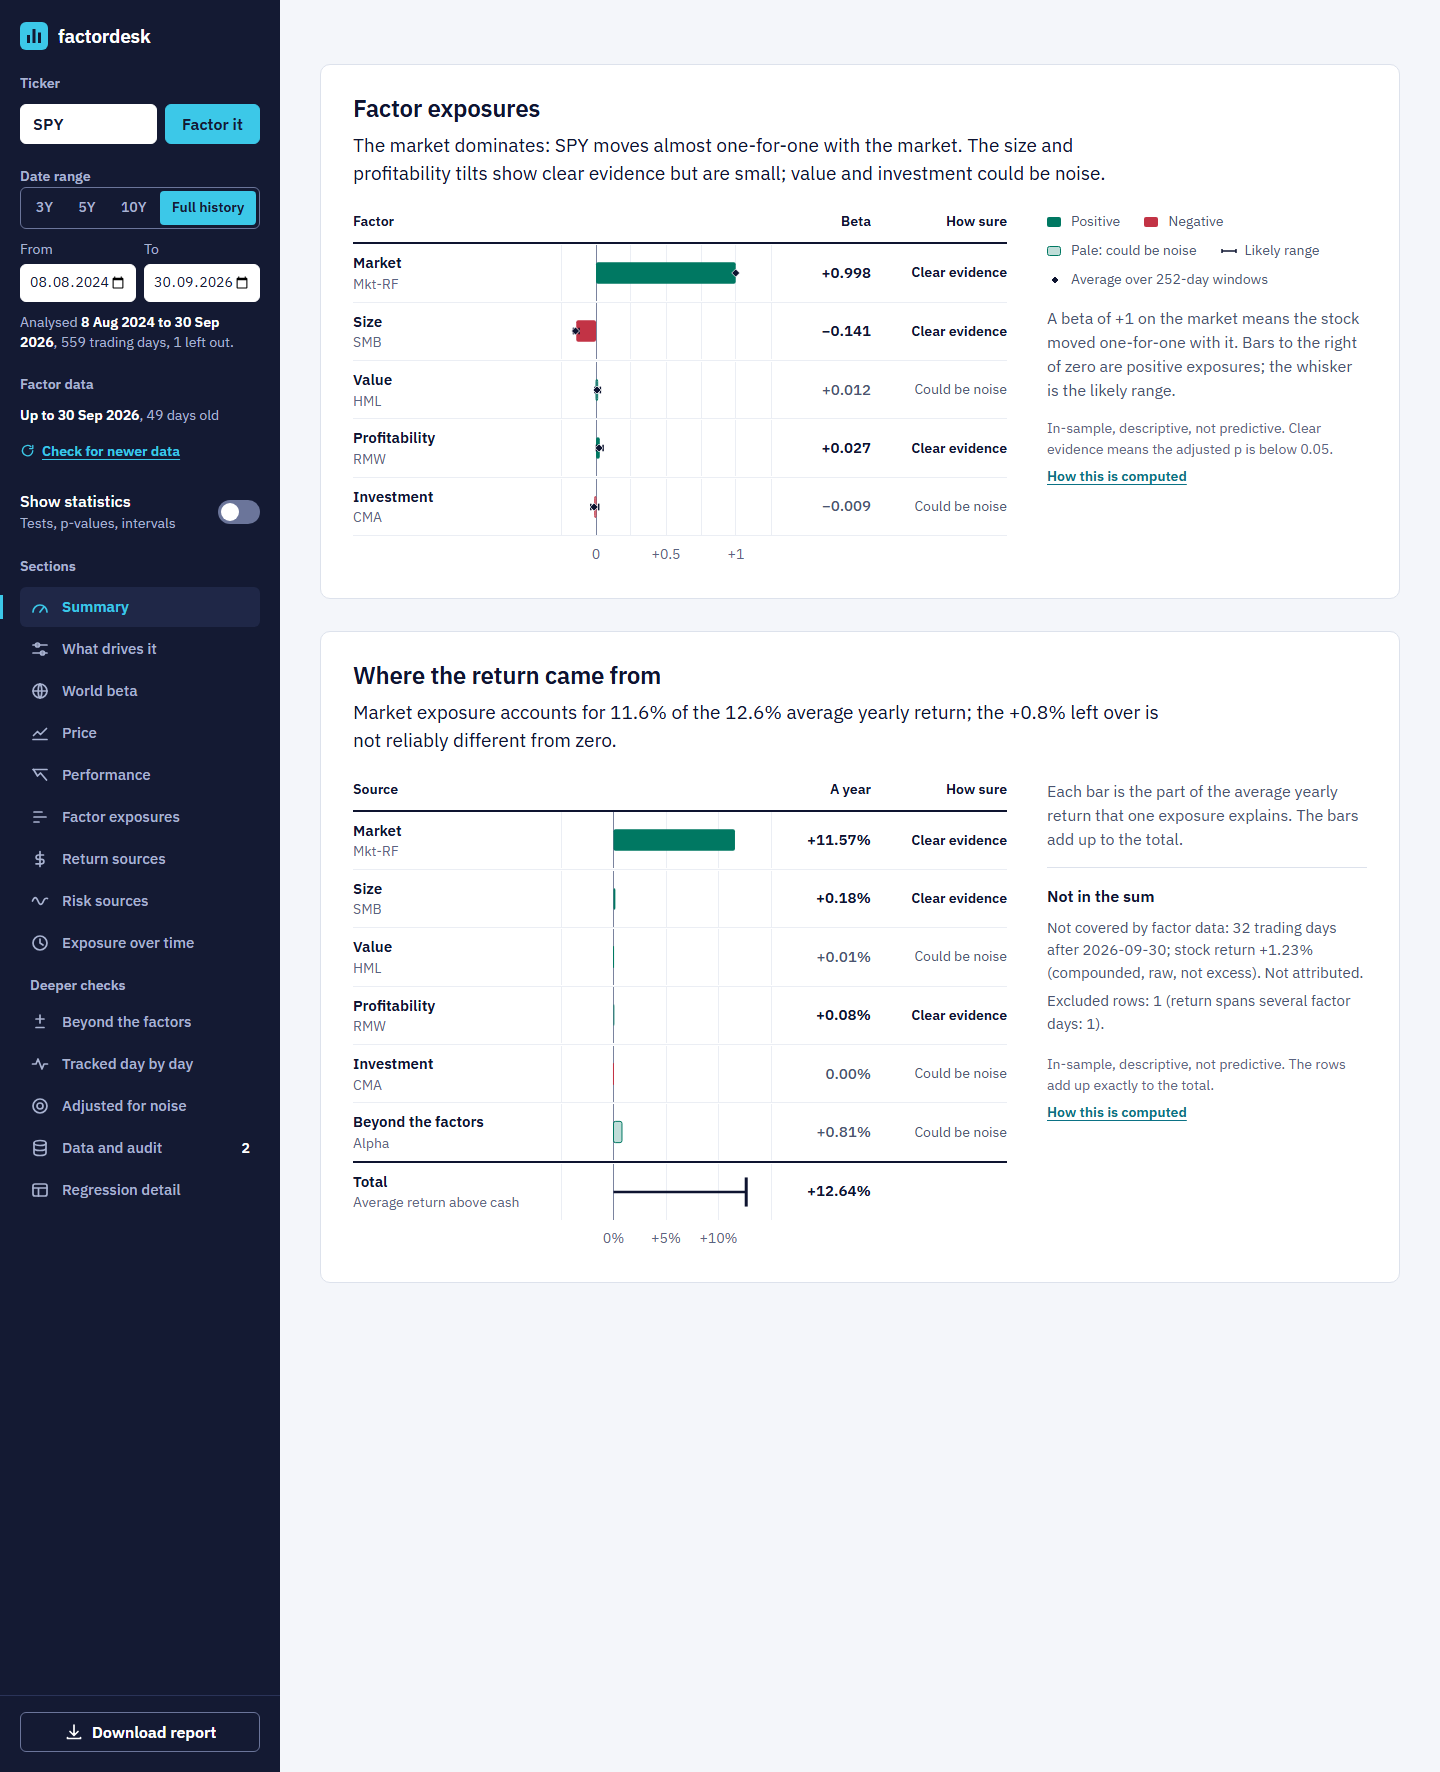 factordesk
Ticker
SPY
Factor it
Date range
3Y 5Y 10Y Full history
From To
08.08.2024 30.09.2026
Analysed 8 Aug 2024 to 30 Sep
2026, 559 trading days, 1 left out.
Factor data
Up to 30 Sep 2026, 49 days old
Check for newer data
Show statistics
Tests, p-values, intervals
Sections
Summary
What drives it
World beta
Price
Performance
Factor exposures
Return sources
Risk sources
Exposure over time
Deeper checks
Beyond the factors
Tracked day by day
Adjusted for noise
Data and audit 2
Regression detail
Download report
Factor exposures
The market dominates: SPY moves almost one-for-one with the market. The size and
profitability tilts show clear evidence but are small; value and investment could be noise.
Factor Beta How sure
Market
Mkt-RF
+0.998 Clear evidence
Size
SMB
−0.141 Clear evidence
Value
HML
+0.012 Could be noise
Profitability
RMW
+0.027 Clear evidence
Investment
CMA
−0.009 Could be noise
0 +0.5 +1
Positive Negative
Pale: could be noise Likely range
Average over 252-day windows
A beta of +1 on the market means the stock
moved one-for-one with it. Bars to the right
of zero are positive exposures; the whisker
is the likely range.
In-sample, descriptive, not predictive. Clear
evidence means the adjusted p is below 0.05.
How this is computed
Where the return came from
Market exposure accounts for 11.6% of the 12.6% average yearly return; the +0.8% left over is
not reliably different from zero.
Source A year How sure
Market
Mkt-RF
+11.57% Clear evidence
Size
SMB
+0.18% Clear evidence
Value
HML
+0.01% Could be noise
Profitability
RMW
+0.08% Clear evidence
Investment
CMA
0.00% Could be noise
Beyond the factors
Alpha
+0.81% Could be noise
Total
Average return above cash
+12.64%
0% +5% +10%
Each bar is the part of the average yearly
return that one exposure explains. The bars
add up to the total.
Not in the sum
Not covered by factor data: 32 trading days
after 2026-09-30; stock return +1.23%
(compounded, raw, not excess). Not attributed.
Excluded rows: 1 (return spans several factor
days: 1).
In-sample, descriptive, not predictive. The rows
add up exactly to the total.
How this is computed